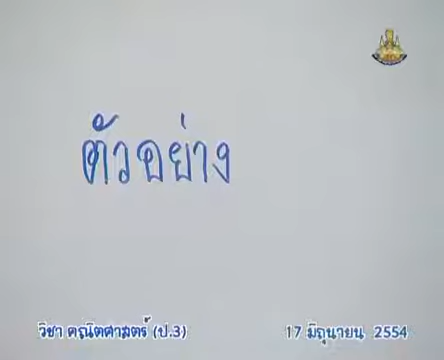 ตัวอย่าง
วิชา คณิตศาสตร์ (ป.3)
17 มิถุนายน 2554